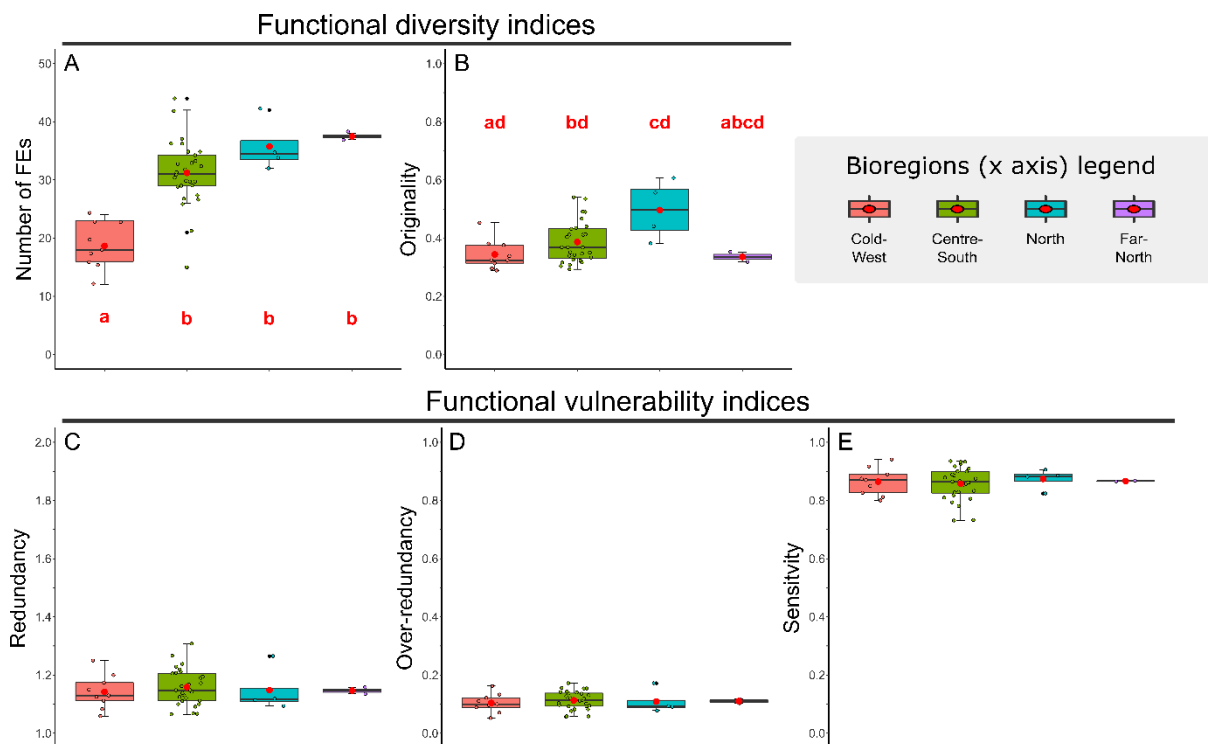 Functional diversity indices
A
Number of FEs
50
40
30
20
10
0
a
b
b
b
B
Originality
1.0
0.8
0.6
0.4
0.2
0.0
ad
bd
cd
abcd
Bioregions (x axis) legend
Cold-
West
Centre-
South
North
Far-
North
Functional vulnerability indices
C
Redundancy
2.0
1.8
1.6
1.4
1.2
1.0
D
Over-redundancy
1.0
0.8
0.6
0.4
0.2
0.0
E
Sensitvity
1.0
0.8
0.6
0.4
0.2
0.0